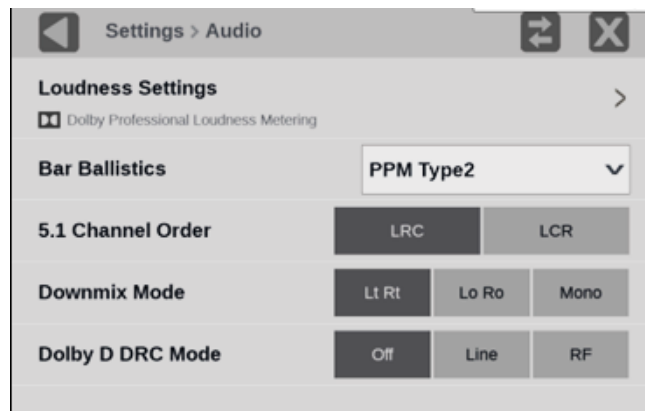 Settings > Audio
Loudness Settings
Dolby Professional Loudness Metering
Bar Ballistics PPM Type2
5.1 Channel Order LRC LCR
Downmix Mode Lt Rt Lo Ro Mono
Dolby D DRC Mode Off Line RF